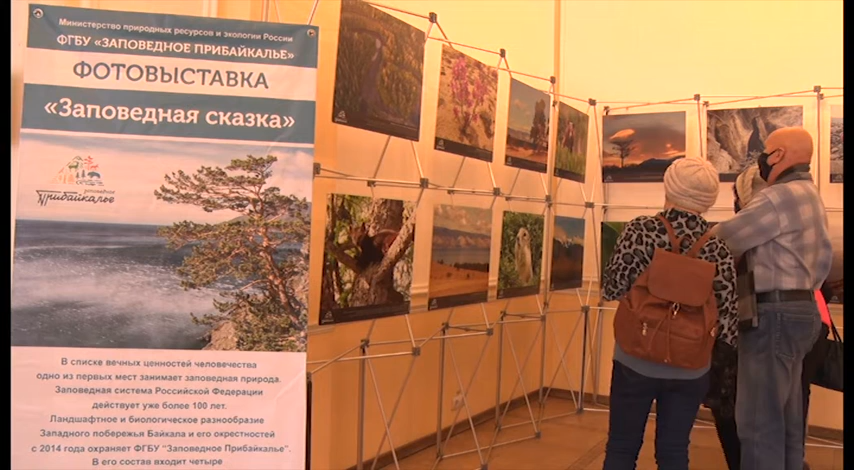 Министерство природных ресурсов и экологии России
ФГБУ «ЗАПОВЕДНОЕ ПРИБАЙКАЛЬЕ»
ФОТОВЫСТАВКА
«Заповедная сказка»
заповедное
Прибайкалье
В списке вечных ценностей человечества
одно из первых мест занимает заповедная природа.
Заповедная система Российской Федерации
действует уже более 100 лет.
Ландшафтное и биологическое разнообразие
Западного побережья Байкала и его окрестностей
с 2014 года охраняет ФГБУ "Заповедное Прибайкалье".
В его состав входит четыре